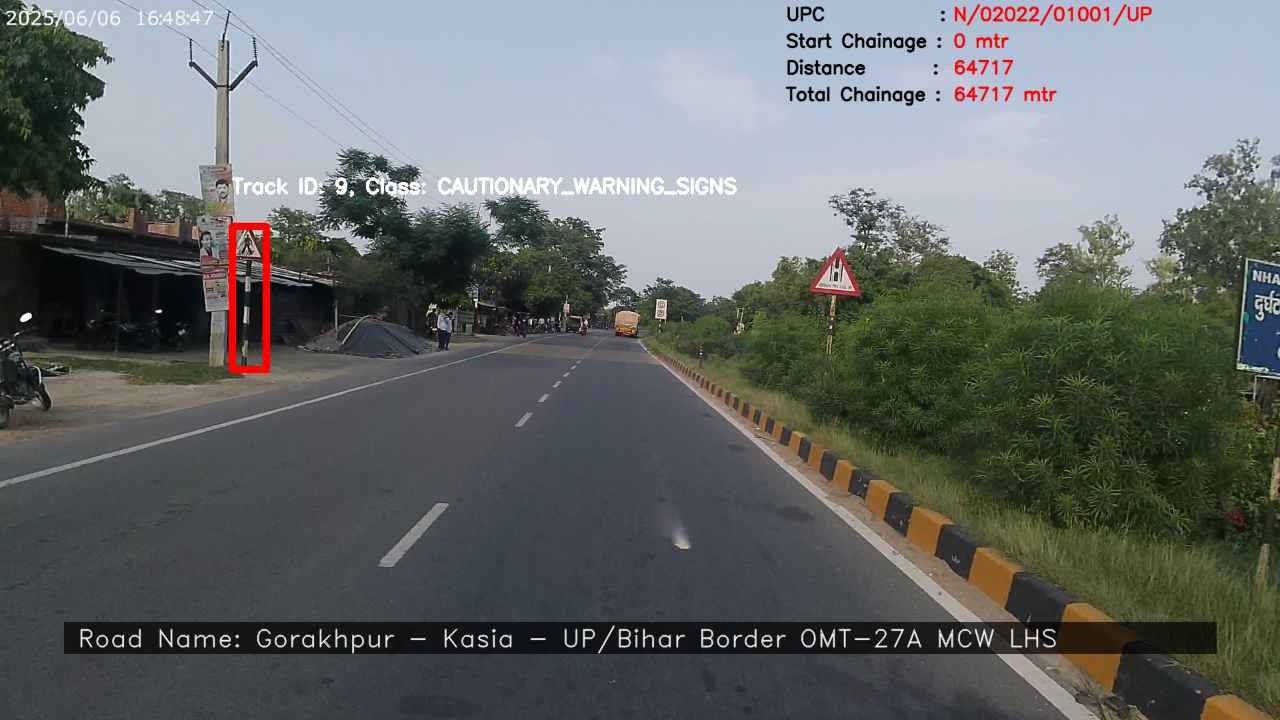 2025/06/06 16:48:47
UPC : N/02022/01001/UP
Start Chainage : 0 mtr
Distance : 64717
Total Chainage : 64717 mtr
Track ID: 9, Class: CAUTIONARY_WARNING_SIGNS
NHA
Road Name: Gorakhpur - Kasia - UP/Bihar Border OMT-27A MCW LHS